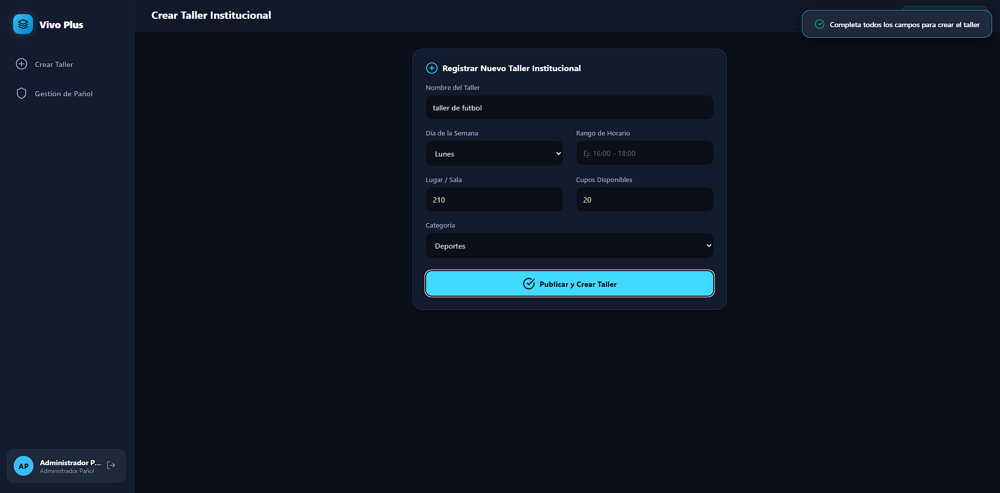 Vivo Plus
Crear Taller
Gestión de Pañol
Administrador P...
Administrador Pañol
AP
Crear Taller Institucional
Completa todos los campos para crear el taller
Registrar Nuevo Taller Institucional
Nombre del Taller
taller de futbol
Día de la Semana
Rango de Horario
Lunes
Ej: 16:00 - 18:00
Lugar / Sala
Cupos Disponibles
210
20
Categoría
Deportes
Publicar y Crear Taller